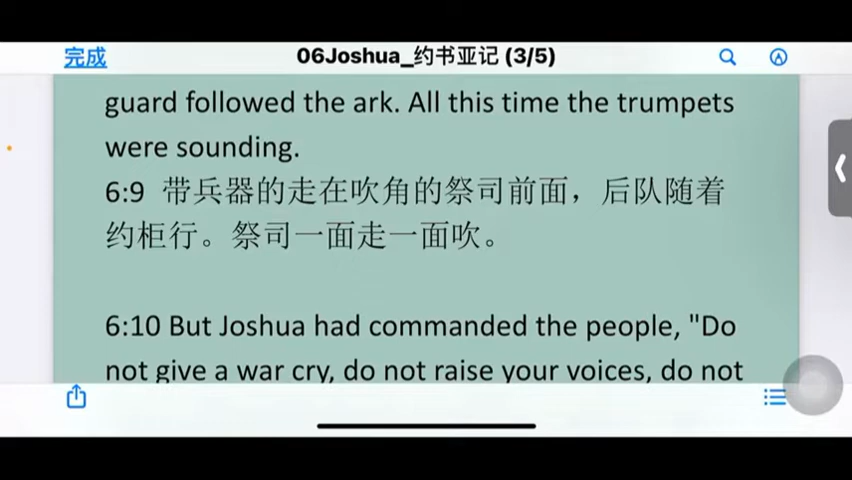 完成
06Joshua_约书亚记 (3/5)
guard followed the ark. All this time the trumpets
were sounding.
6:9 带兵器的走在吹角的祭司前面，后队随着
约柜行。祭司一面走一面吹。
6:10 But Joshua had commanded the people, "Do
not give a war cry, do not raise your voices, do not